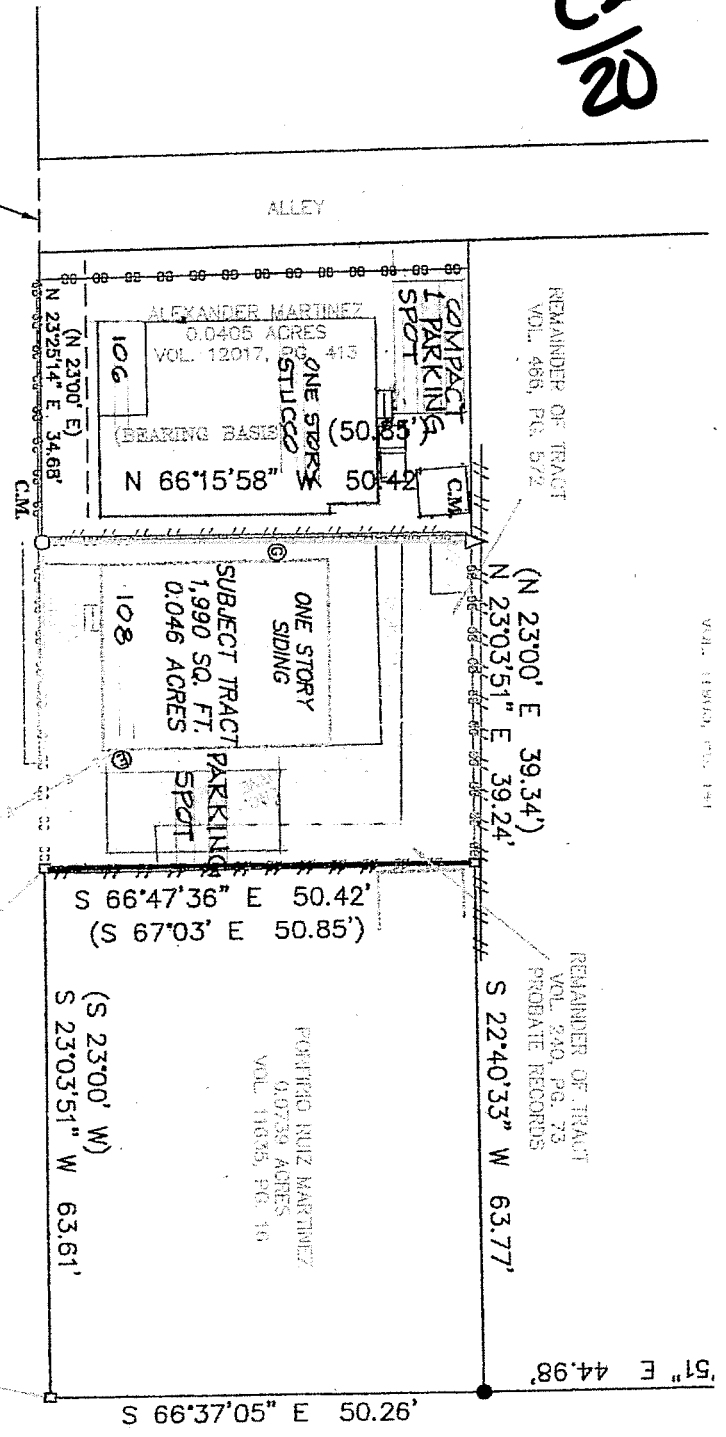 20
ALLEY
REMAINDER OF TRACT
VOL. 466, PG. 572
COMPACT
1 PARKING
SPOT
ALEXANDER MARTINEZ
0.0405 ACRES
VOL. 12017, PG. 413
106
ONE STORY
STUCCO
(BEARING BASIS)
(50.85')
N 66°15'58" W 50.42'
C.M.
(N 23°00' E)
N 23°25'14" E 34.68'
C.M.
(N 23°00' E 39.34')
N 23°03'51" E 39.24'
G
ONE STORY
SIDING
SUBJECT TRACT
1,990 SQ. FT.
0.046 ACRES
108
E
PARKING
SPOT
S 66°47'36" E 50.42'
(S 67°03' E 50.85')
REMAINDER OF TRACT
VOL. 240, PG. 73
PROBATE RECORDS
S 22°40'33" W 63.77'
RUIZ MARTINEZ
0.0739 ACRES
PG. 16
(S 23°00' W)
S 23°03'51" W 63.61'
'51" E 44.98'
S 66°37'05" E 50.26'